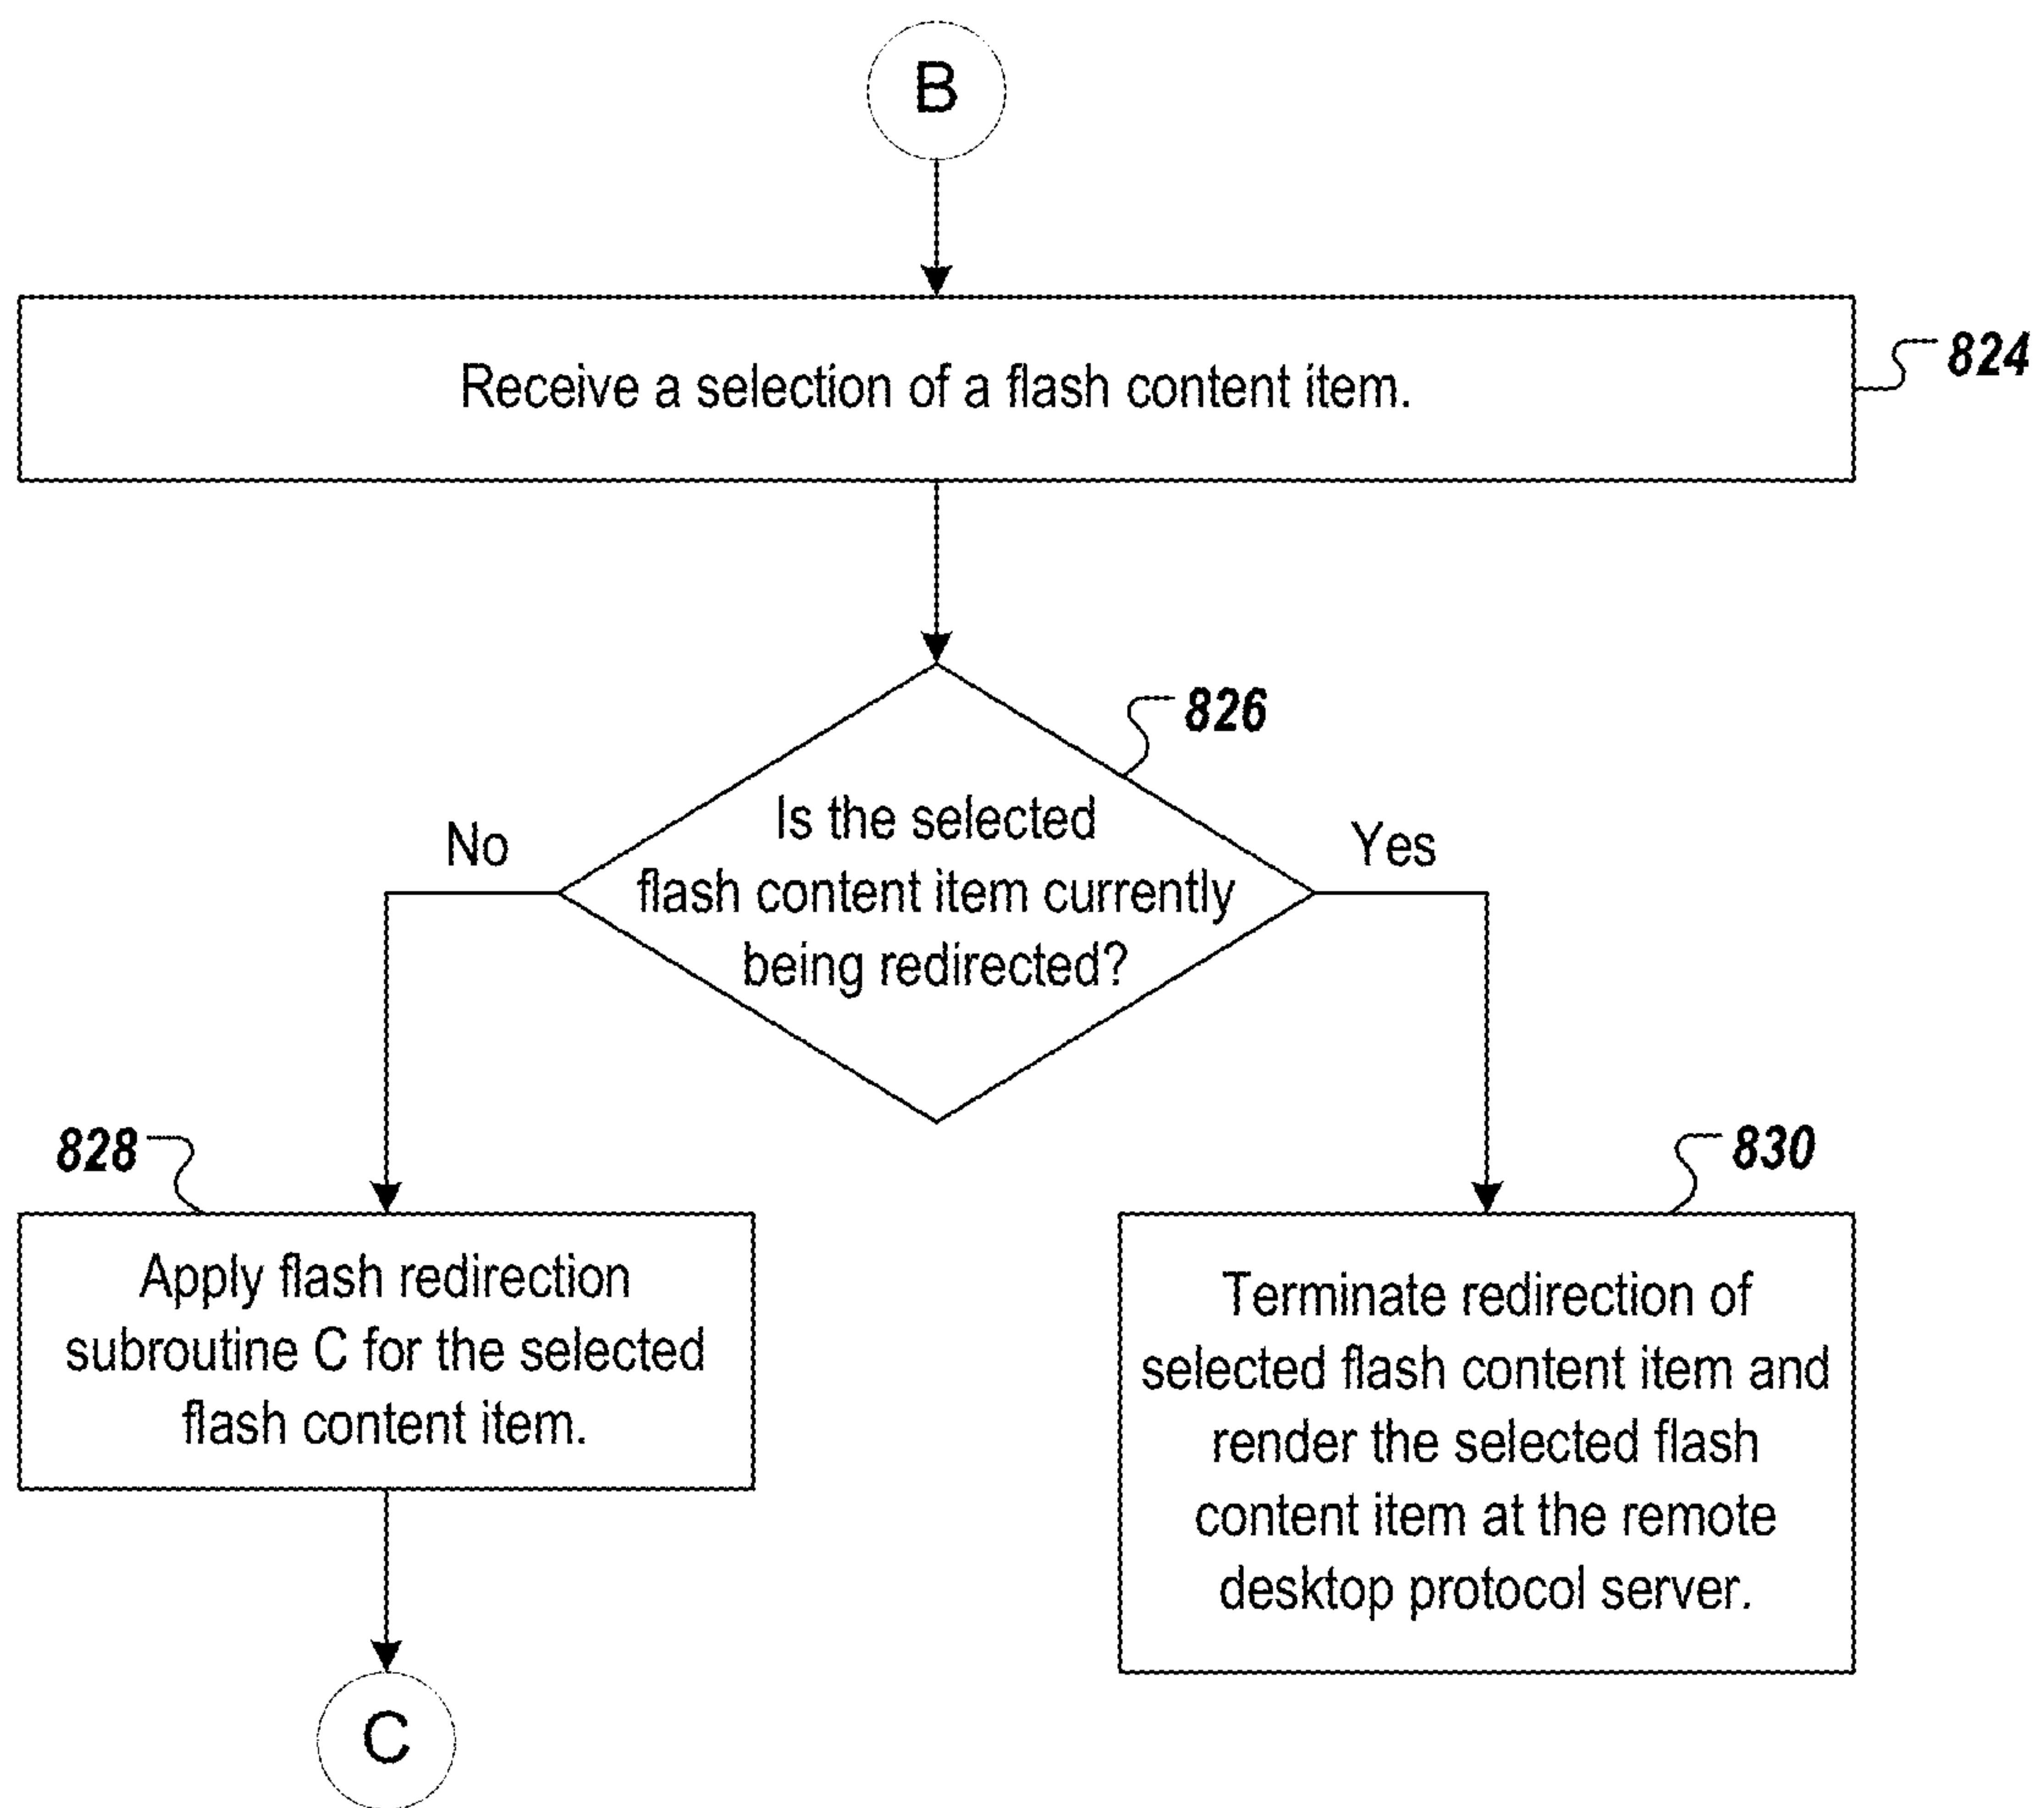 B
Receive a selection of a flash content item.
824
826
Is the selected
flash content item currently
being redirected?
No
Yes
828
Apply flash redirection
subroutine C for the selected
flash content item.
830
Terminate redirection of
selected flash content item and
render the selected flash
content item at the remote
desktop protocol server.
C